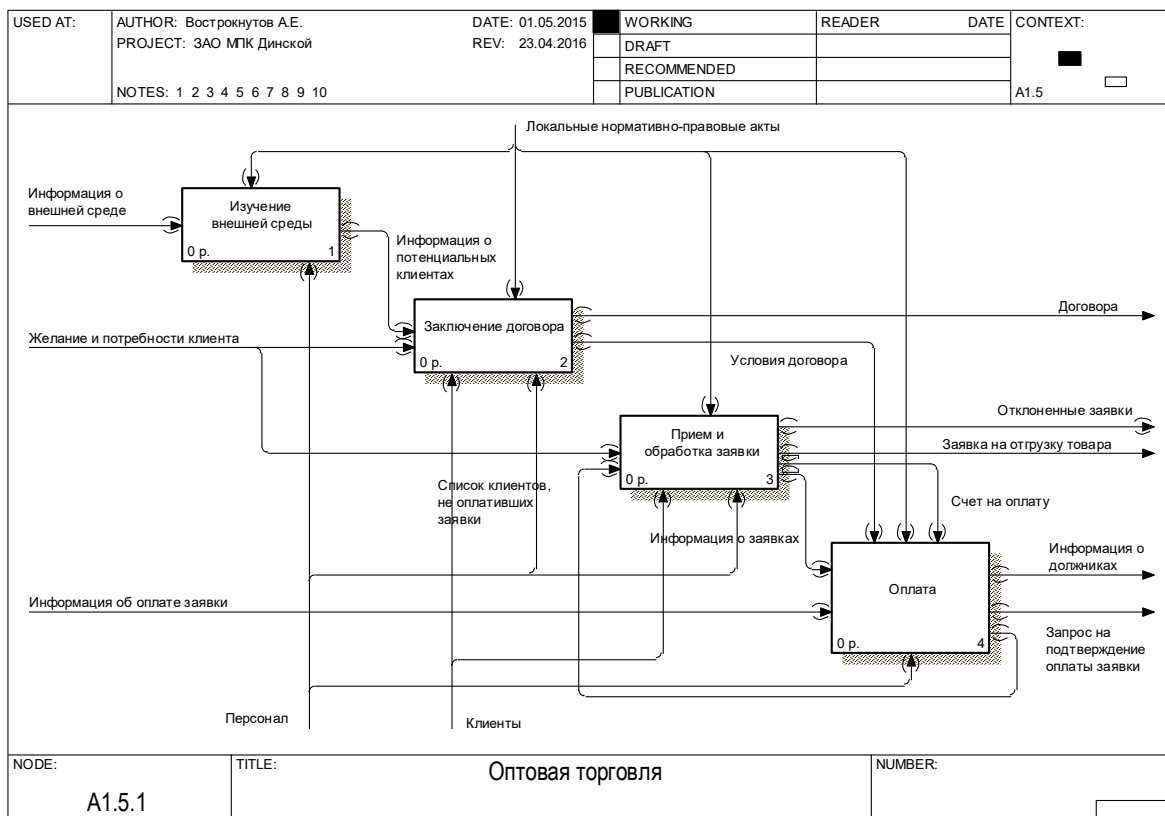 USED AT:
AUTHOR: Вострокнутов А.Е.
DATE: 01.05.2015
PROJECT: ЗАО МПК Динской
REV: 23.04.2016
NOTES: 1 2 3 4 5 6 7 8 9 10
WORKING
DRAFT
RECOMMENDED
PUBLICATION
READER
DATE
CONTEXT:
A1.5
Локальные нормативно-правовые акты
Информация о
внешней среде
Изучение
внешней среды
0 р.
1
Информация о
потенциальных
клиентах
Желание и потребности клиента
Заключение договора
0 р.
2
Договора
Условия договора
Отклоненные заявки
Прием и
обработка заявки
0 р.
3
Заявка на отгрузку товара
Список клиентов,
не оплативших
заявки
Счет на оплату
Информация о заявках
Информация о
должниках
Оплата
0 р.
4
Информация об оплате заявки
Запрос на
подтверждение
оплаты заявки
Персонал
Клиенты
NODE:
A1.5.1
TITLE:
Оптовая торговля
NUMBER: